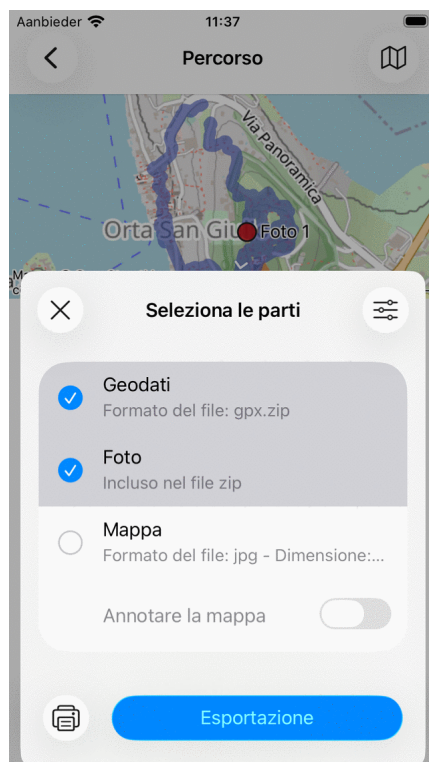 Aanbieder
11:37
Percorso
Via Panoramica
Orta San Giu
Foto 1
Seleziona le parti
Geodati
Formato del file: gpx.zip
Foto
Incluso nel file zip
Mappa
Formato del file: jpg - Dimensione:...
Annotare la mappa
Esportazione